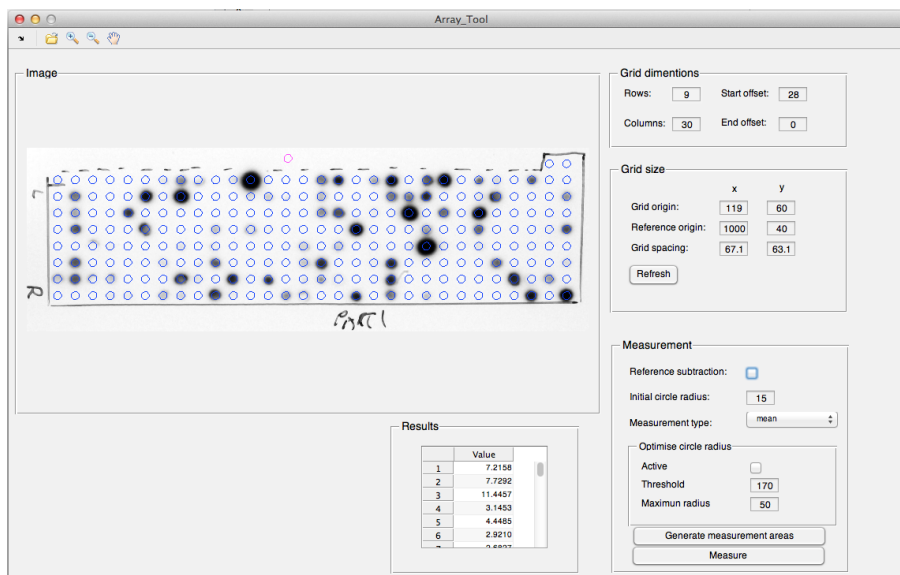 Array_Tool
Image
L
R
PART 1
Grid dimentions
Rows: 9 Start offset: 28
Columns: 30 End offset: 0
Grid size
x y
Grid origin: 119 60
Reference origin: 1000 40
Grid spacing: 67.1 63.1
Refresh
Measurement
Reference subtraction:
Initial circle radius: 15
Measurement type: mean
Optimise circle radius
Active
Threshold 170
Maximun radius 50
Generate measurement areas
Measure
Results
Value
1 7.2158
2 7.7292
3 11.4457
4 3.1453
5 4.4485
6 2.9210